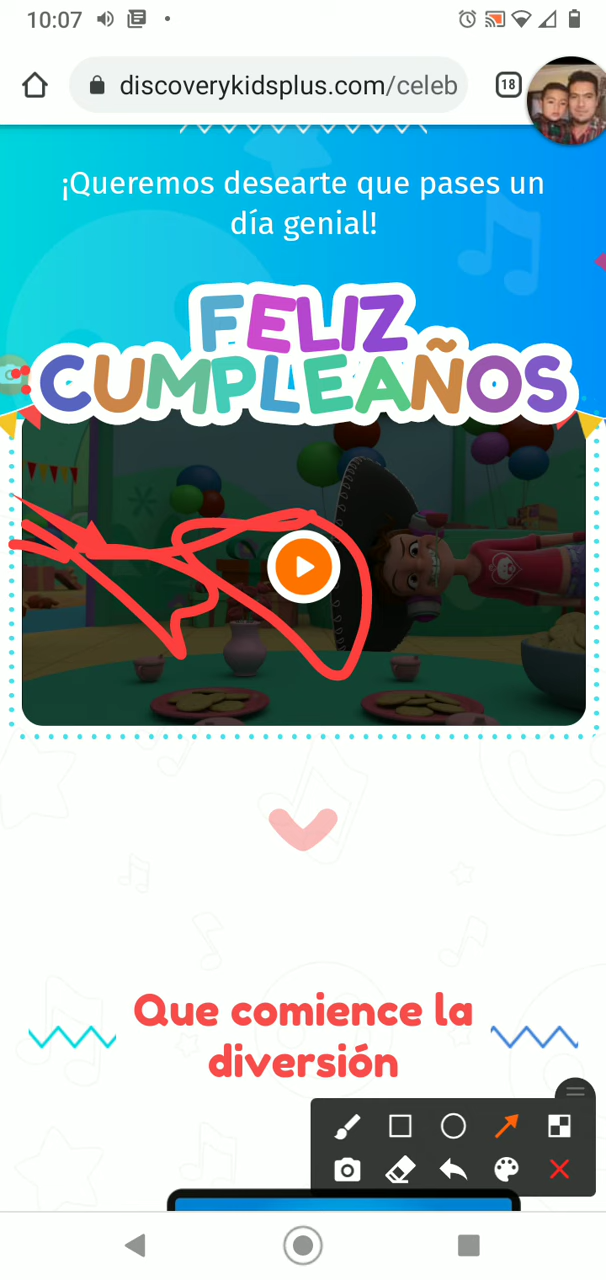 10:07
discoverykidsplus.com/celeb
18
¡Queremos desearte que pases un
día genial!
FELIZ
CUMPLEAÑOS
Que comience la
diversión